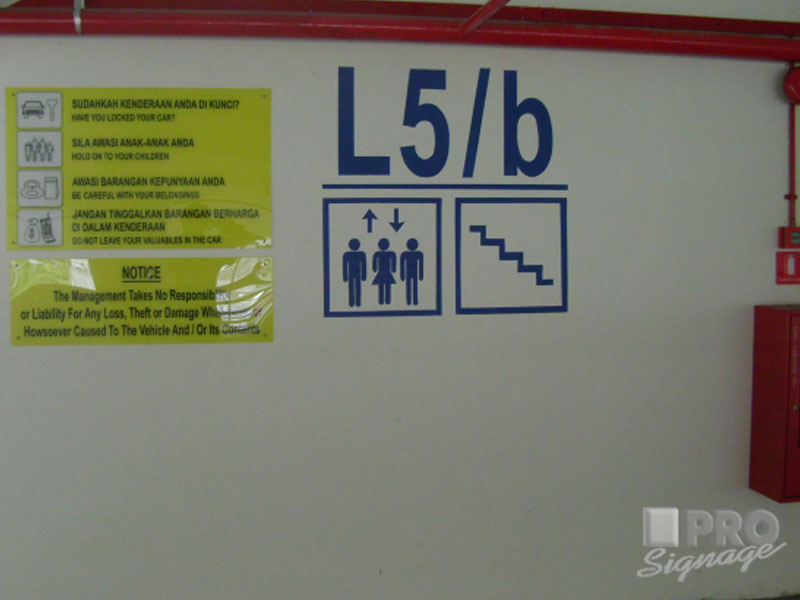 SUDAHKAH KENDERAAN ANDA DI KUNCI?
HAVE YOU LOCKED YOUR CAR?
SILA AWASI ANAK-ANAK ANDA
HOLD ON TO YOUR CHILDREN
AWASI BARANGAN KEPUNYAAN ANDA
BE CAREFUL WITH YOUR BELONGINGS
JANGAN TINGGALKAN BARANGAN BERHARGA
DI DALAM KENDERAAN
DO NOT LEAVE YOUR VALUABLES IN THE CAR
NOTICE
The Management Takes No Responsibility
or Liability For Any Loss, Theft or Damage or
Howsoever Caused To The Vehicle And / Or Its Contents
L5/b
PRO
Signage